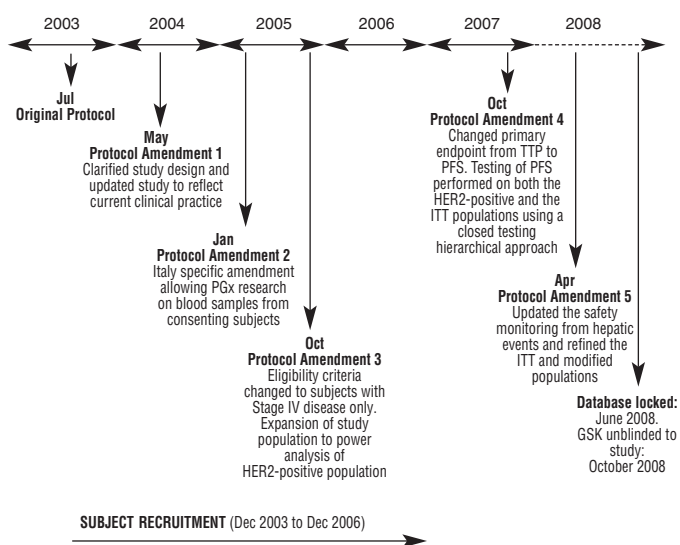 2003 2004 2005 2006 2007 2008
Jul
Original Protocol
May
Protocol Amendment 1
Clarified study design and
updated study to reflect
current clinical practice
Jan
Protocol Amendment 2
Italy specific amendment
allowing PGx research
on blood samples from
consenting subjects
Oct
Protocol Amendment 3
Eligibility criteria
changed to subjects with
Stage IV disease only.
Expansion of study
population to power
analysis of
HER2-positive population
Oct
Protocol Amendment 4
Changed primary
endpoint from TTP to
PFS. Testing of PFS
performed on both the
HER2-positive and the
ITT populations using a
closed testing
hierarchical approach
Apr
Protocol Amendment 5
Updated the safety
monitoring from hepatic
events and refined the
ITT and modified
populations
Database locked:
June 2008.
GSK unblinded to
study:
October 2008
SUBJECT RECRUITMENT (Dec 2003 to Dec 2006)